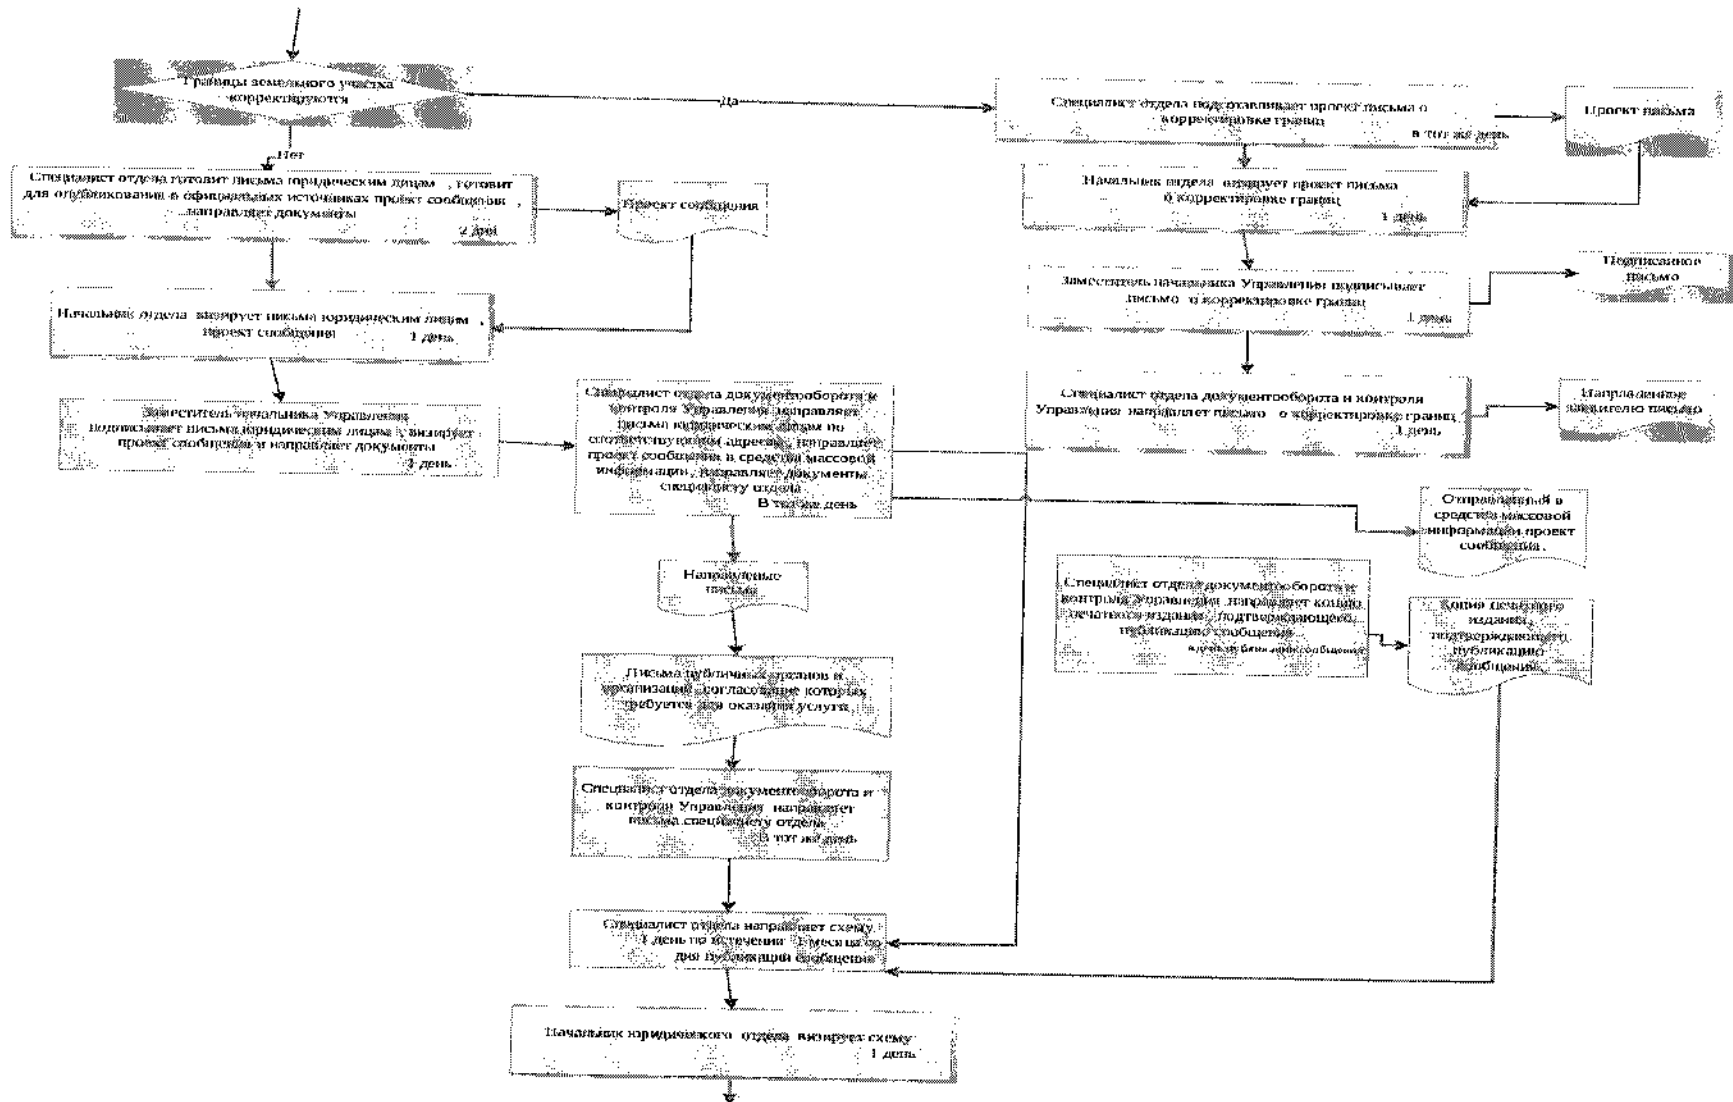 Границы земельного участка
корректируются
Да
Нет
Специалист отдела подготавливает проект письма о
корректировке границ
в тот же день
Проект письма
Специалист отдела готовит письма юридическим лицам , готовит
для опубликования в официальных источниках проект сообщения ,
направляет документы
2 дня
Проект сообщения
Начальник отдела визирует проект письма
о корректировке границ
1 день
Заместитель начальника Управления подписывает
письмо о корректировке границ
1 день
Подписанное
письмо
Начальник отдела визирует письма юридическим лицам ,
проект сообщения
1 день
Заместитель начальника Управления
подписывает письма юридическим лицам , визирует
проект сообщения и направляет документы
1 день
Специалист отдела документооборота и
контроля Управления направляет
письма юридическим лицам по
соответствующим адресам , направляет
проект сообщения в средства массовой
информации , направляет документы
специалисту отдела
В тот же день
Специалист отдела документооборота и контроля
Управления направляет письмо о корректировке границ
1 день
Направленное
заявителю письмо
Отправленный в
средства массовой
информации проект
сообщения .
Направленные
письма
Специалист отдела документооборота и
контроля Управления направляет копию
печатного издания , подтверждающего
публикацию сообщения
Копия печатного
издания,
подтверждающего
публикацию
сообщения
Письма публичных органов и
организаций , согласование которых
требуется для оказания услуги
Специалист отдела документооборота и
контроля Управления направляет
письма специалисту отдела
В тот же день
Специалист отдела направляет схему
1 день по истечении 1 месяца со
дня публикации сообщения
Начальник юридического отдела визирует схему
1 день